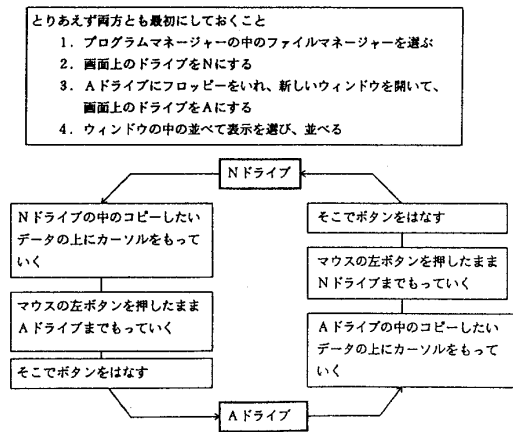 とりあえず両方とも最初にしておくこと
1．プログラムマネージャーの中のファイルマネージャーを選ぶ
2．画面上のドライブをNにする
3．Aドライブにフロッピーをいれ、新しいウィンドウを開いて、
画面上のドライブをAにする
4．ウィンドウの中の並べて表示を選び、並べる
Nドライブ
Nドライブの中のコピーしたい
データの上にカーソルをもって
いく
マウスの左ボタンを押したまま
Aドライブまでもっていく
そこでボタンをはなす
Aドライブ
Aドライブの中のコピーしたい
データの上にカーソルをもって
いく
マウスの左ボタンを押したまま
Nドライブまでもっていく
そこでボタンをはなす